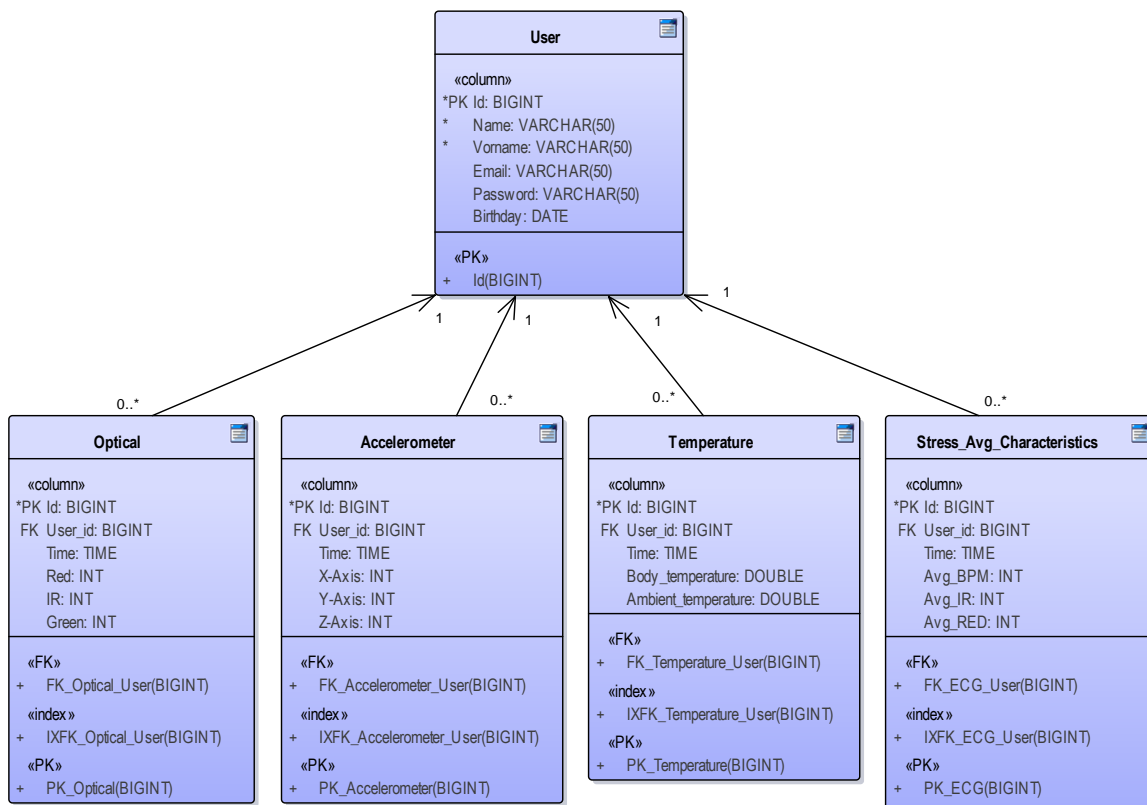 User
«column»
*PK Id: BIGINT
* Name: VARCHAR(50)
* Vorname: VARCHAR(50)
Email: VARCHAR(50)
Password: VARCHAR(50)
Birthday: DATE
«PK»
+ Id(BIGINT)
1
1
1
1
0..*
0..*
0..*
0..*
Optical
«column»
*PK Id: BIGINT
FK User_id: BIGINT
Time: TIME
Red: INT
IR: INT
Green: INT
«FK»
+ FK_Optical_User(BIGINT)
«index»
+ IXFK_Optical_User(BIGINT)
«PK»
+ PK_Optical(BIGINT)
Accelerometer
«column»
*PK Id: BIGINT
FK User_id: BIGINT
Time: TIME
X-Axis: INT
Y-Axis: INT
Z-Axis: INT
«FK»
+ FK_Accelerometer_User(BIGINT)
«index»
+ IXFK_Accelerometer_User(BIGINT)
«PK»
+ PK_Accelerometer(BIGINT)
Temperature
«column»
*PK Id: BIGINT
FK User_id: BIGINT
Time: TIME
Body_temperature: DOUBLE
Ambient_temperature: DOUBLE
«FK»
+ FK_Temperature_User(BIGINT)
«index»
+ IXFK_Temperature_User(BIGINT)
«PK»
+ PK_Temperature(BIGINT)
Stress_Avg_Characteristics
«column»
*PK Id: BIGINT
FK User_id: BIGINT
Time: TIME
Avg_BPM: INT
Avg_IR: INT
Avg_RED: INT
«FK»
+ FK_ECG_User(BIGINT)
«index»
+ IXFK_ECG_User(BIGINT)
«PK»
+ PK_ECG(BIGINT)